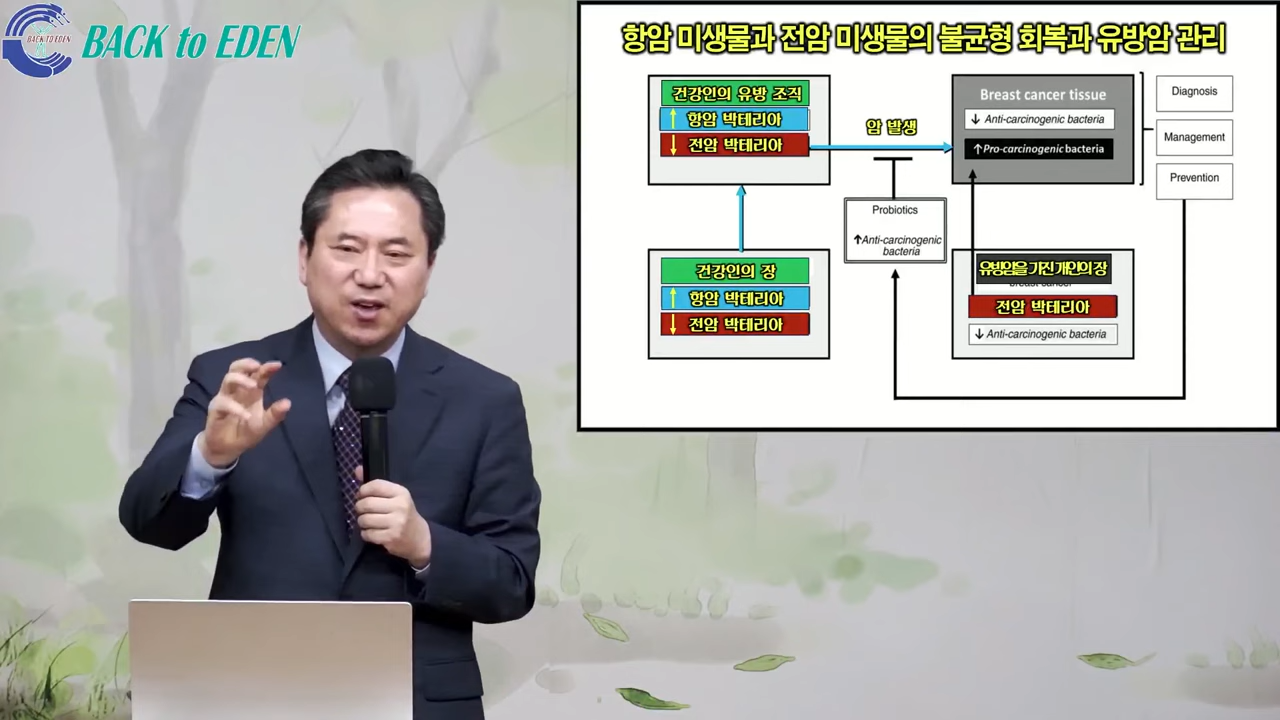 BACK TO EDEN
BACK to EDEN
항암 미생물과 전암 미생물의 불균형 회복과 유방암 관리
건강인의 유방 조직
↑ 항암 박테리아
↓ 전암 박테리아
암 발생
Breast cancer tissue
↓ Anti-carcinogenic bacteria
↑ Pro-carcinogenic bacteria
Diagnosis
Management
Prevention
Probiotics
↑Anti-carcinogenic
bacteria
건강인의 장
↑ 항암 박테리아
↓ 전암 박테리아
유방암을 가진 개인의 장
breast cancer
전암 박테리아
↓ Anti-carcinogenic bacteria